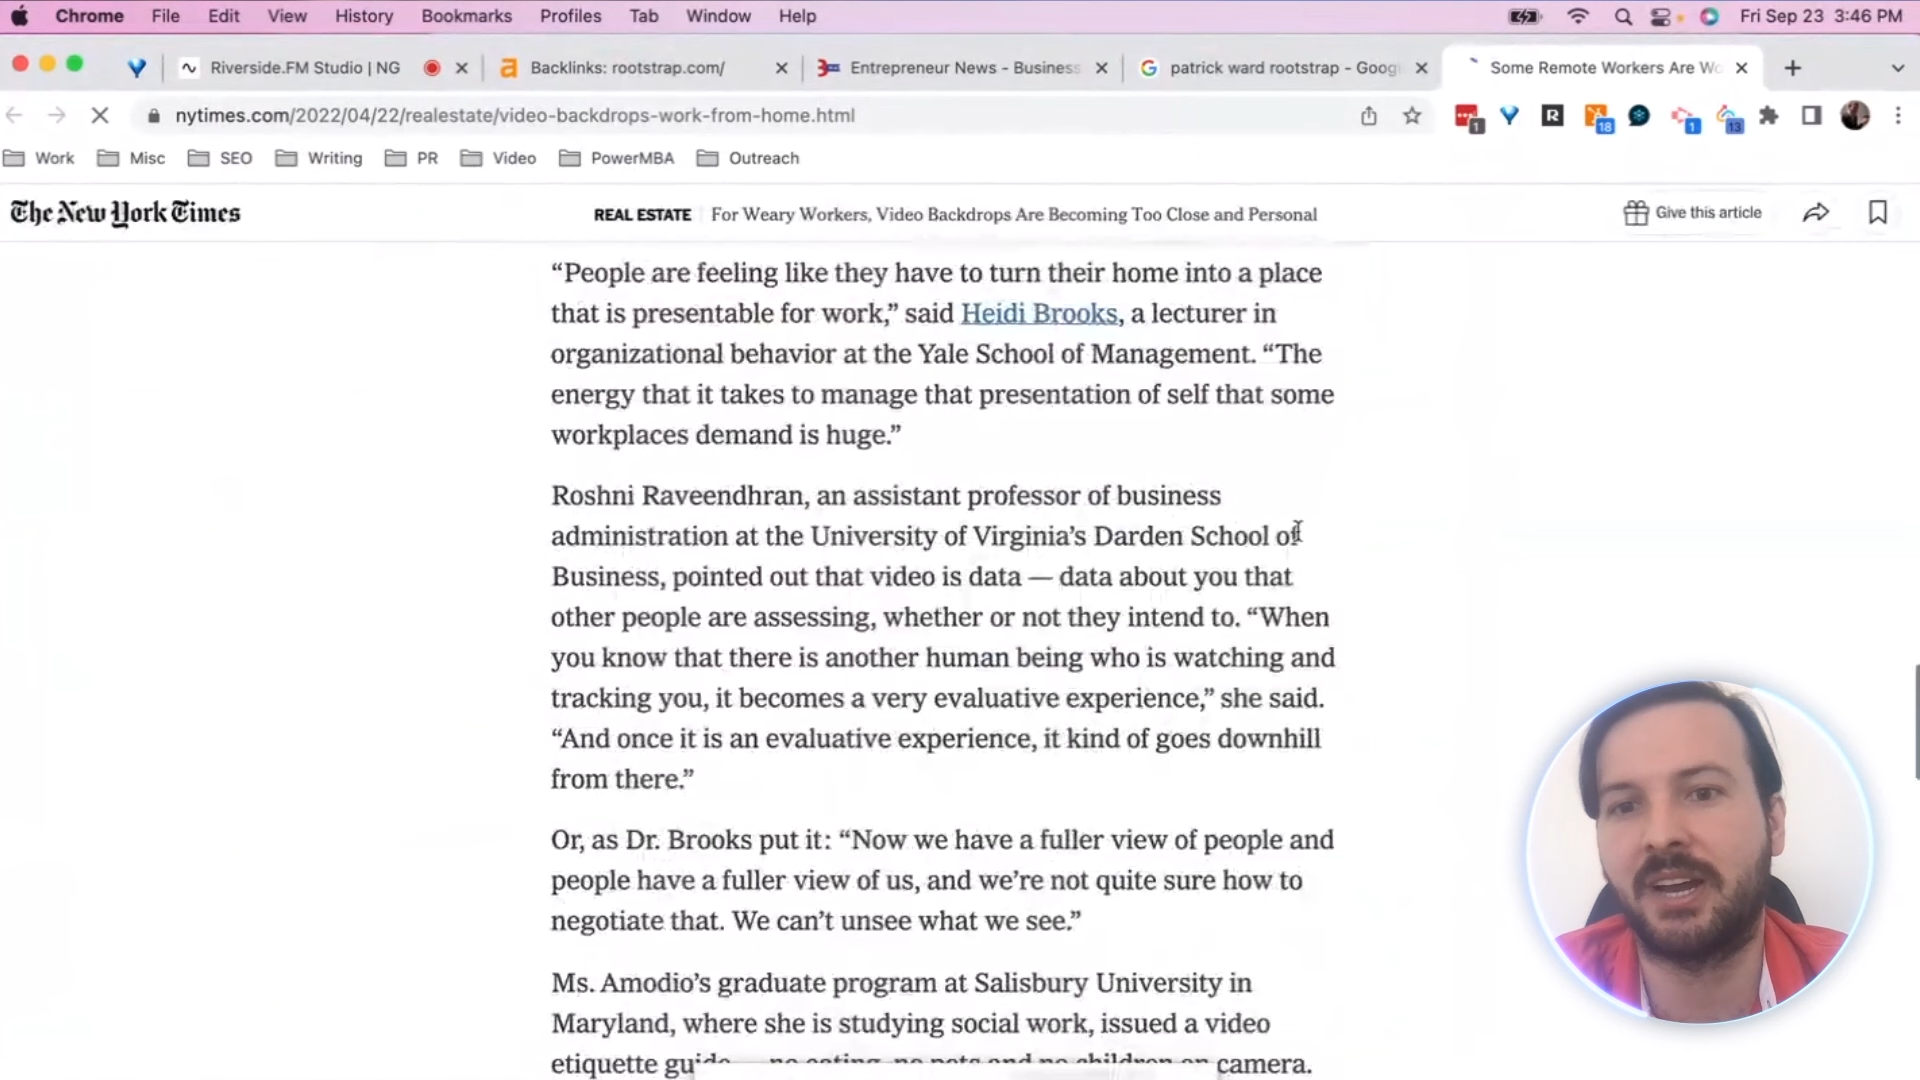 Chrome File Edit View History Bookmarks Profiles Tab Window Help Fri Sep 23 3:46 PM
Riverside.FM Studio | NG Backlinks: rootstrap.com/ Entrepreneur News - Business patrick ward rootstrap - Goog Some Remote Workers Are Wo
nytimes.com/2022/04/22/realestate/video-backdrops-work-from-home.html 1 R 18 1 13
Work Misc SEO Writing PR Video PowerMBA Outreach
The New York Times REAL ESTATE For Weary Workers, Video Backdrops Are Becoming Too Close and Personal Give this article
“People are feeling like they have to turn their home into a place
that is presentable for work,” said Heidi Brooks, a lecturer in
organizational behavior at the Yale School of Management. “The
energy that it takes to manage that presentation of self that some
workplaces demand is huge.”
Roshni Raveendhran, an assistant professor of business
administration at the University of Virginia’s Darden School of
Business, pointed out that video is data — data about you that
other people are assessing, whether or not they intend to. “When
you know that there is another human being who is watching and
tracking you, it becomes a very evaluative experience,” she said.
“And once it is an evaluative experience, it kind of goes downhill
from there.”
Or, as Dr. Brooks put it: “Now we have a fuller view of people and
people have a fuller view of us, and we’re not quite sure how to
negotiate that. We can’t unsee what we see.”
Ms. Amodio’s graduate program at Salisbury University in
Maryland, where she is studying social work, issued a video
etiquette guide — no eating, no pets and no children on camera.